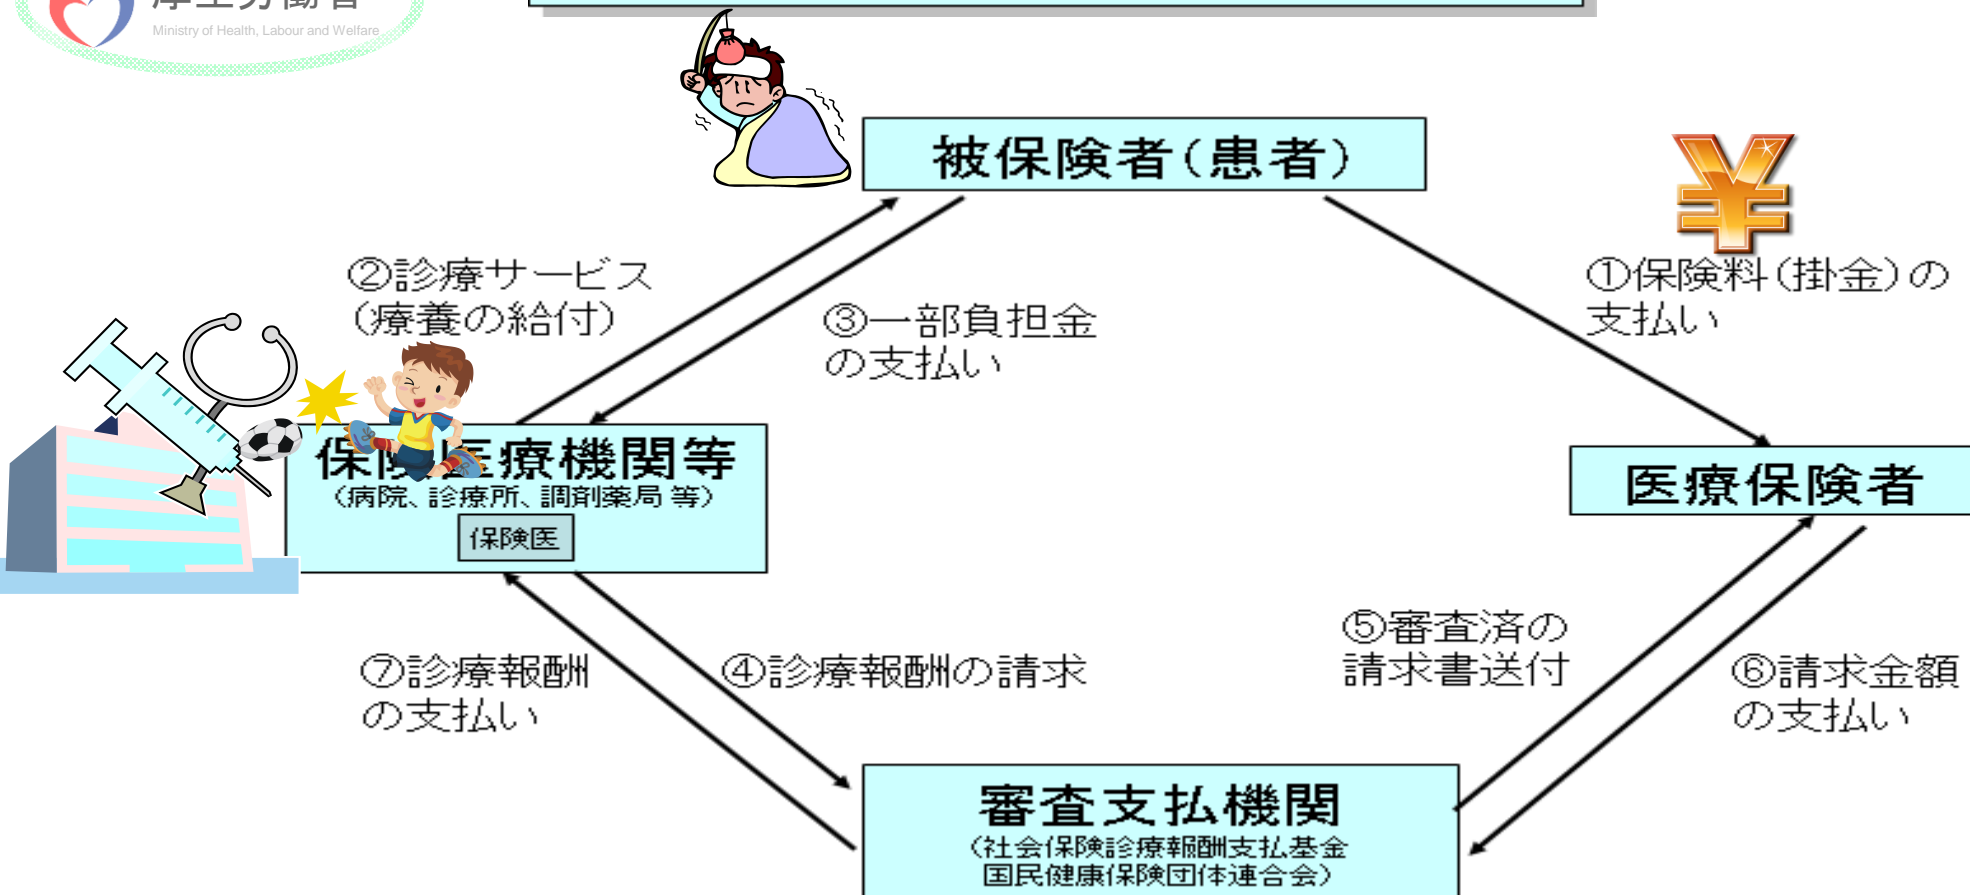 Ministry of Health, Labour and Welfare
被保険者(患者)
②診療サービス
(療養の給付)
③一部負担金
の支払い
①保険料(掛金)の
支払い
保険医療機関等
(病院、診療所、調剤薬局 等)
保険医
医療保険者
⑦診療報酬
の支払い
④診療報酬の請求
⑤審査済の
請求書送付
⑥請求金額
の支払い
審査支払機関
(社会保険診療報酬支払基金
国民健康保険団体連合会)